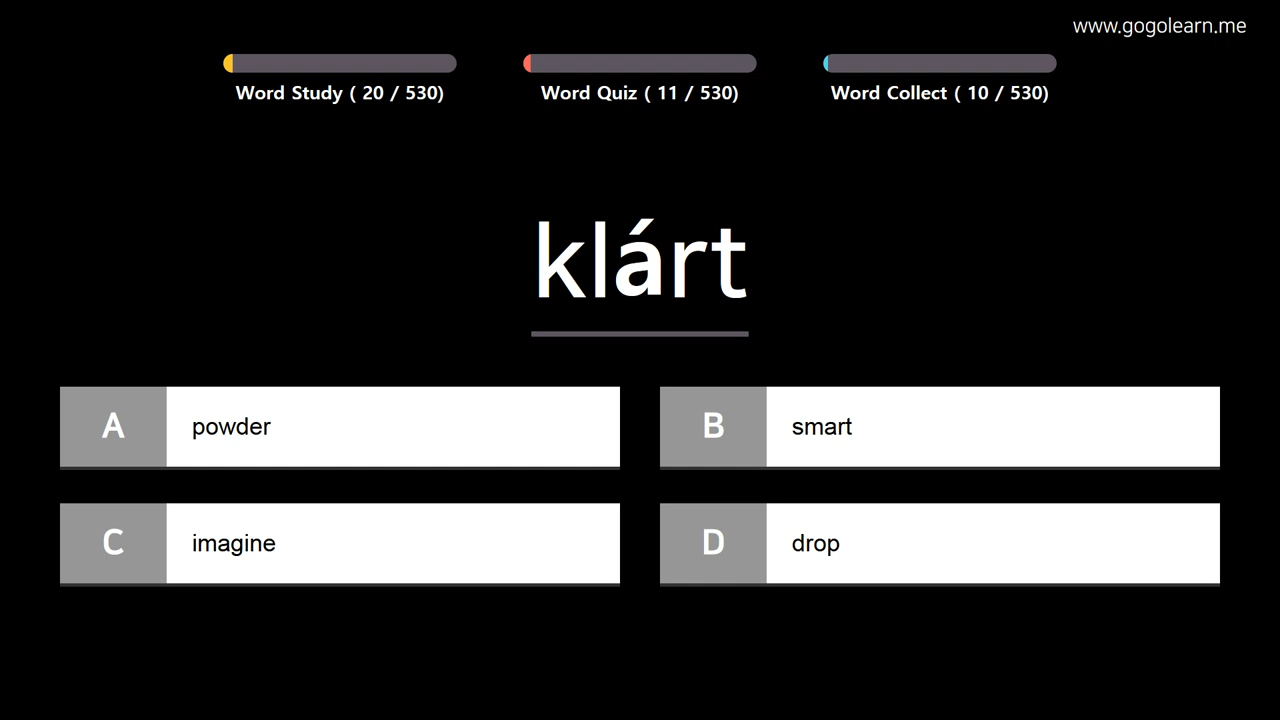 www.gogolearn.me
Word Study ( 20 / 530)
Word Quiz ( 11 / 530)
Word Collect ( 10 / 530)
klárt
A powder
B smart
C imagine
D drop